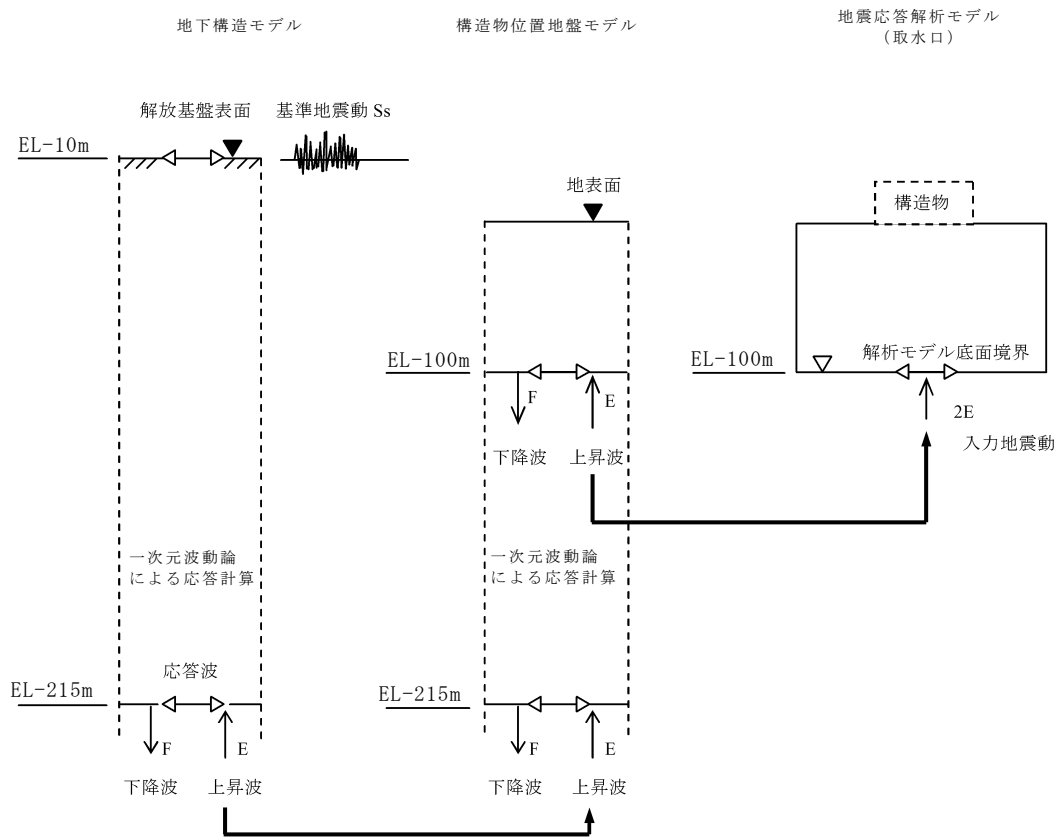 地下構造モデル
解放基盤表面
基準地震動 Ss
EL-10m
一次元波動論
による応答計算
応答波
EL-215m
F
E
下降波
上昇波
構造物位置地盤モデル
地表面
EL-100m
F
E
下降波
上昇波
一次元波動論
による応答計算
EL-215m
F
E
下降波
上昇波
地震応答解析モデル
(取水口)
構造物
EL-100m
解析モデル底面境界
2E
入力地震動